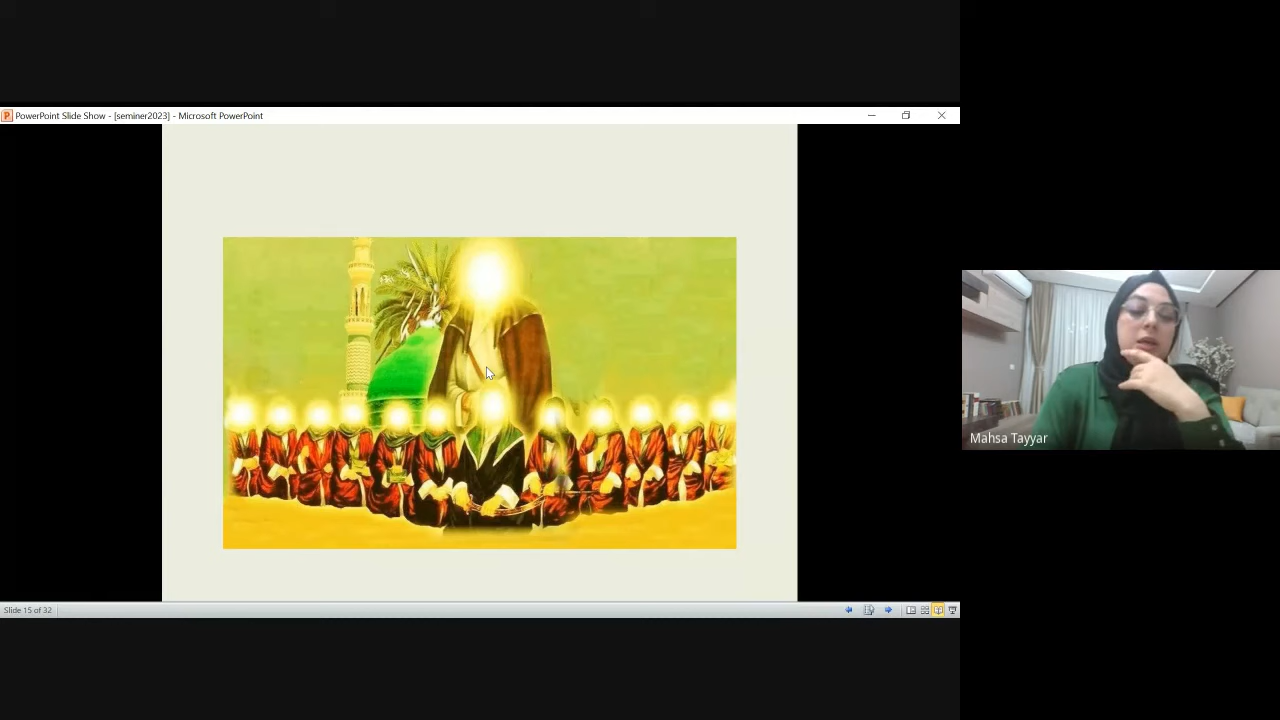 PowerPoint Slide Show - [seminer2023] - Microsoft PowerPoint
Mahsa Tayyar
Slide 15 of 32